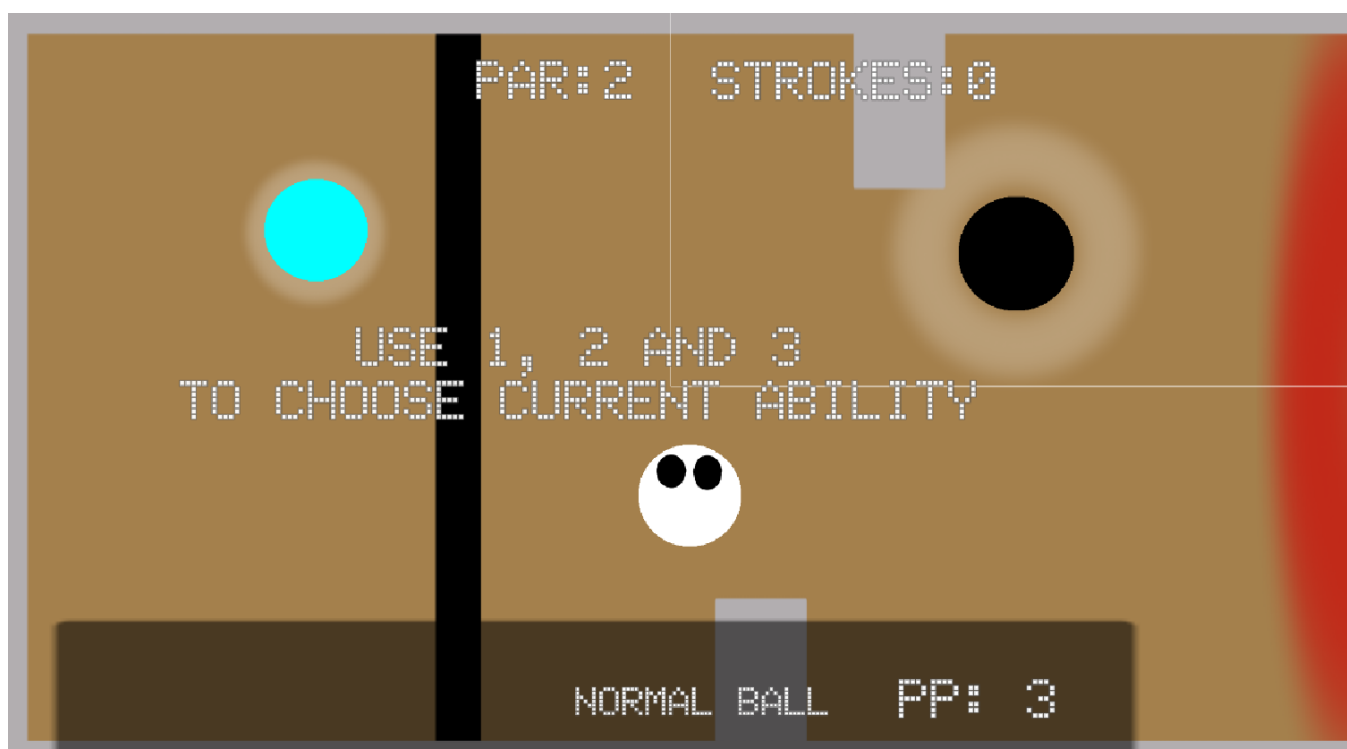 PAR:2 STROKES:0
USE 1, 2 AND 3
TO CHOOSE CURRENT ABILITY
NORMAL BALL PP: 3